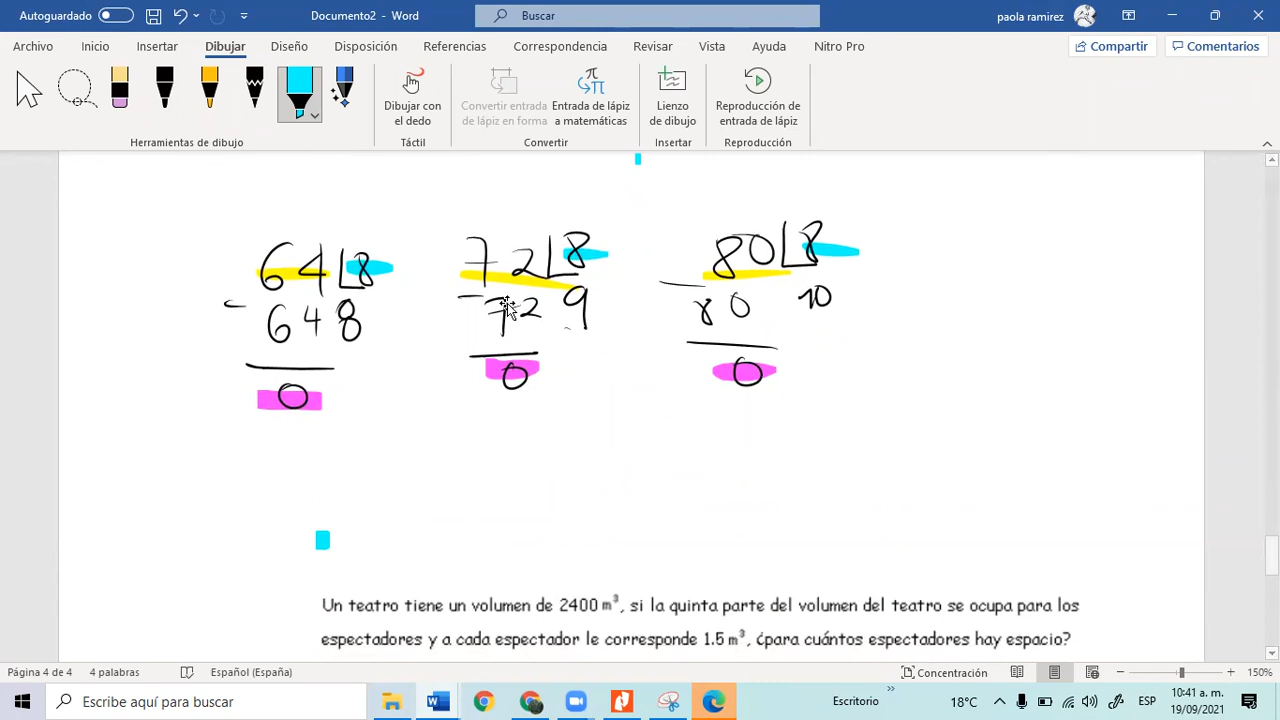 Autoguardado
Documento2 - Word
Buscar
paola ramirez
Archivo Inicio Insertar Dibujar Diseño Disposición Referencias Correspondencia Revisar Vista Ayuda Nitro Pro
Compartir Comentarios
Dibujar con el dedo
Convertir entrada de lápiz en forma
Entrada de lápiz a matemáticas
Lienzo de dibujo
Reproducción de entrada de lápiz
Herramientas de dibujo Táctil Convertir Insertar Reproducción
64 8 72 8 80 8
- 64 8 - 72 9 - 80 10
0 0 0
Un teatro tiene un volumen de 2400 m³, si la quinta parte del volumen del teatro se ocupa para los
espectadores y a cada espectador le corresponde 1.5 m³, ¿para cuántos espectadores hay espacio?
Página 4 de 4 4 palabras Español (España) Concentración 150%
Escribe aquí para buscar
Escritorio
18°C
ESP
10:41 a. m.
19/09/2021